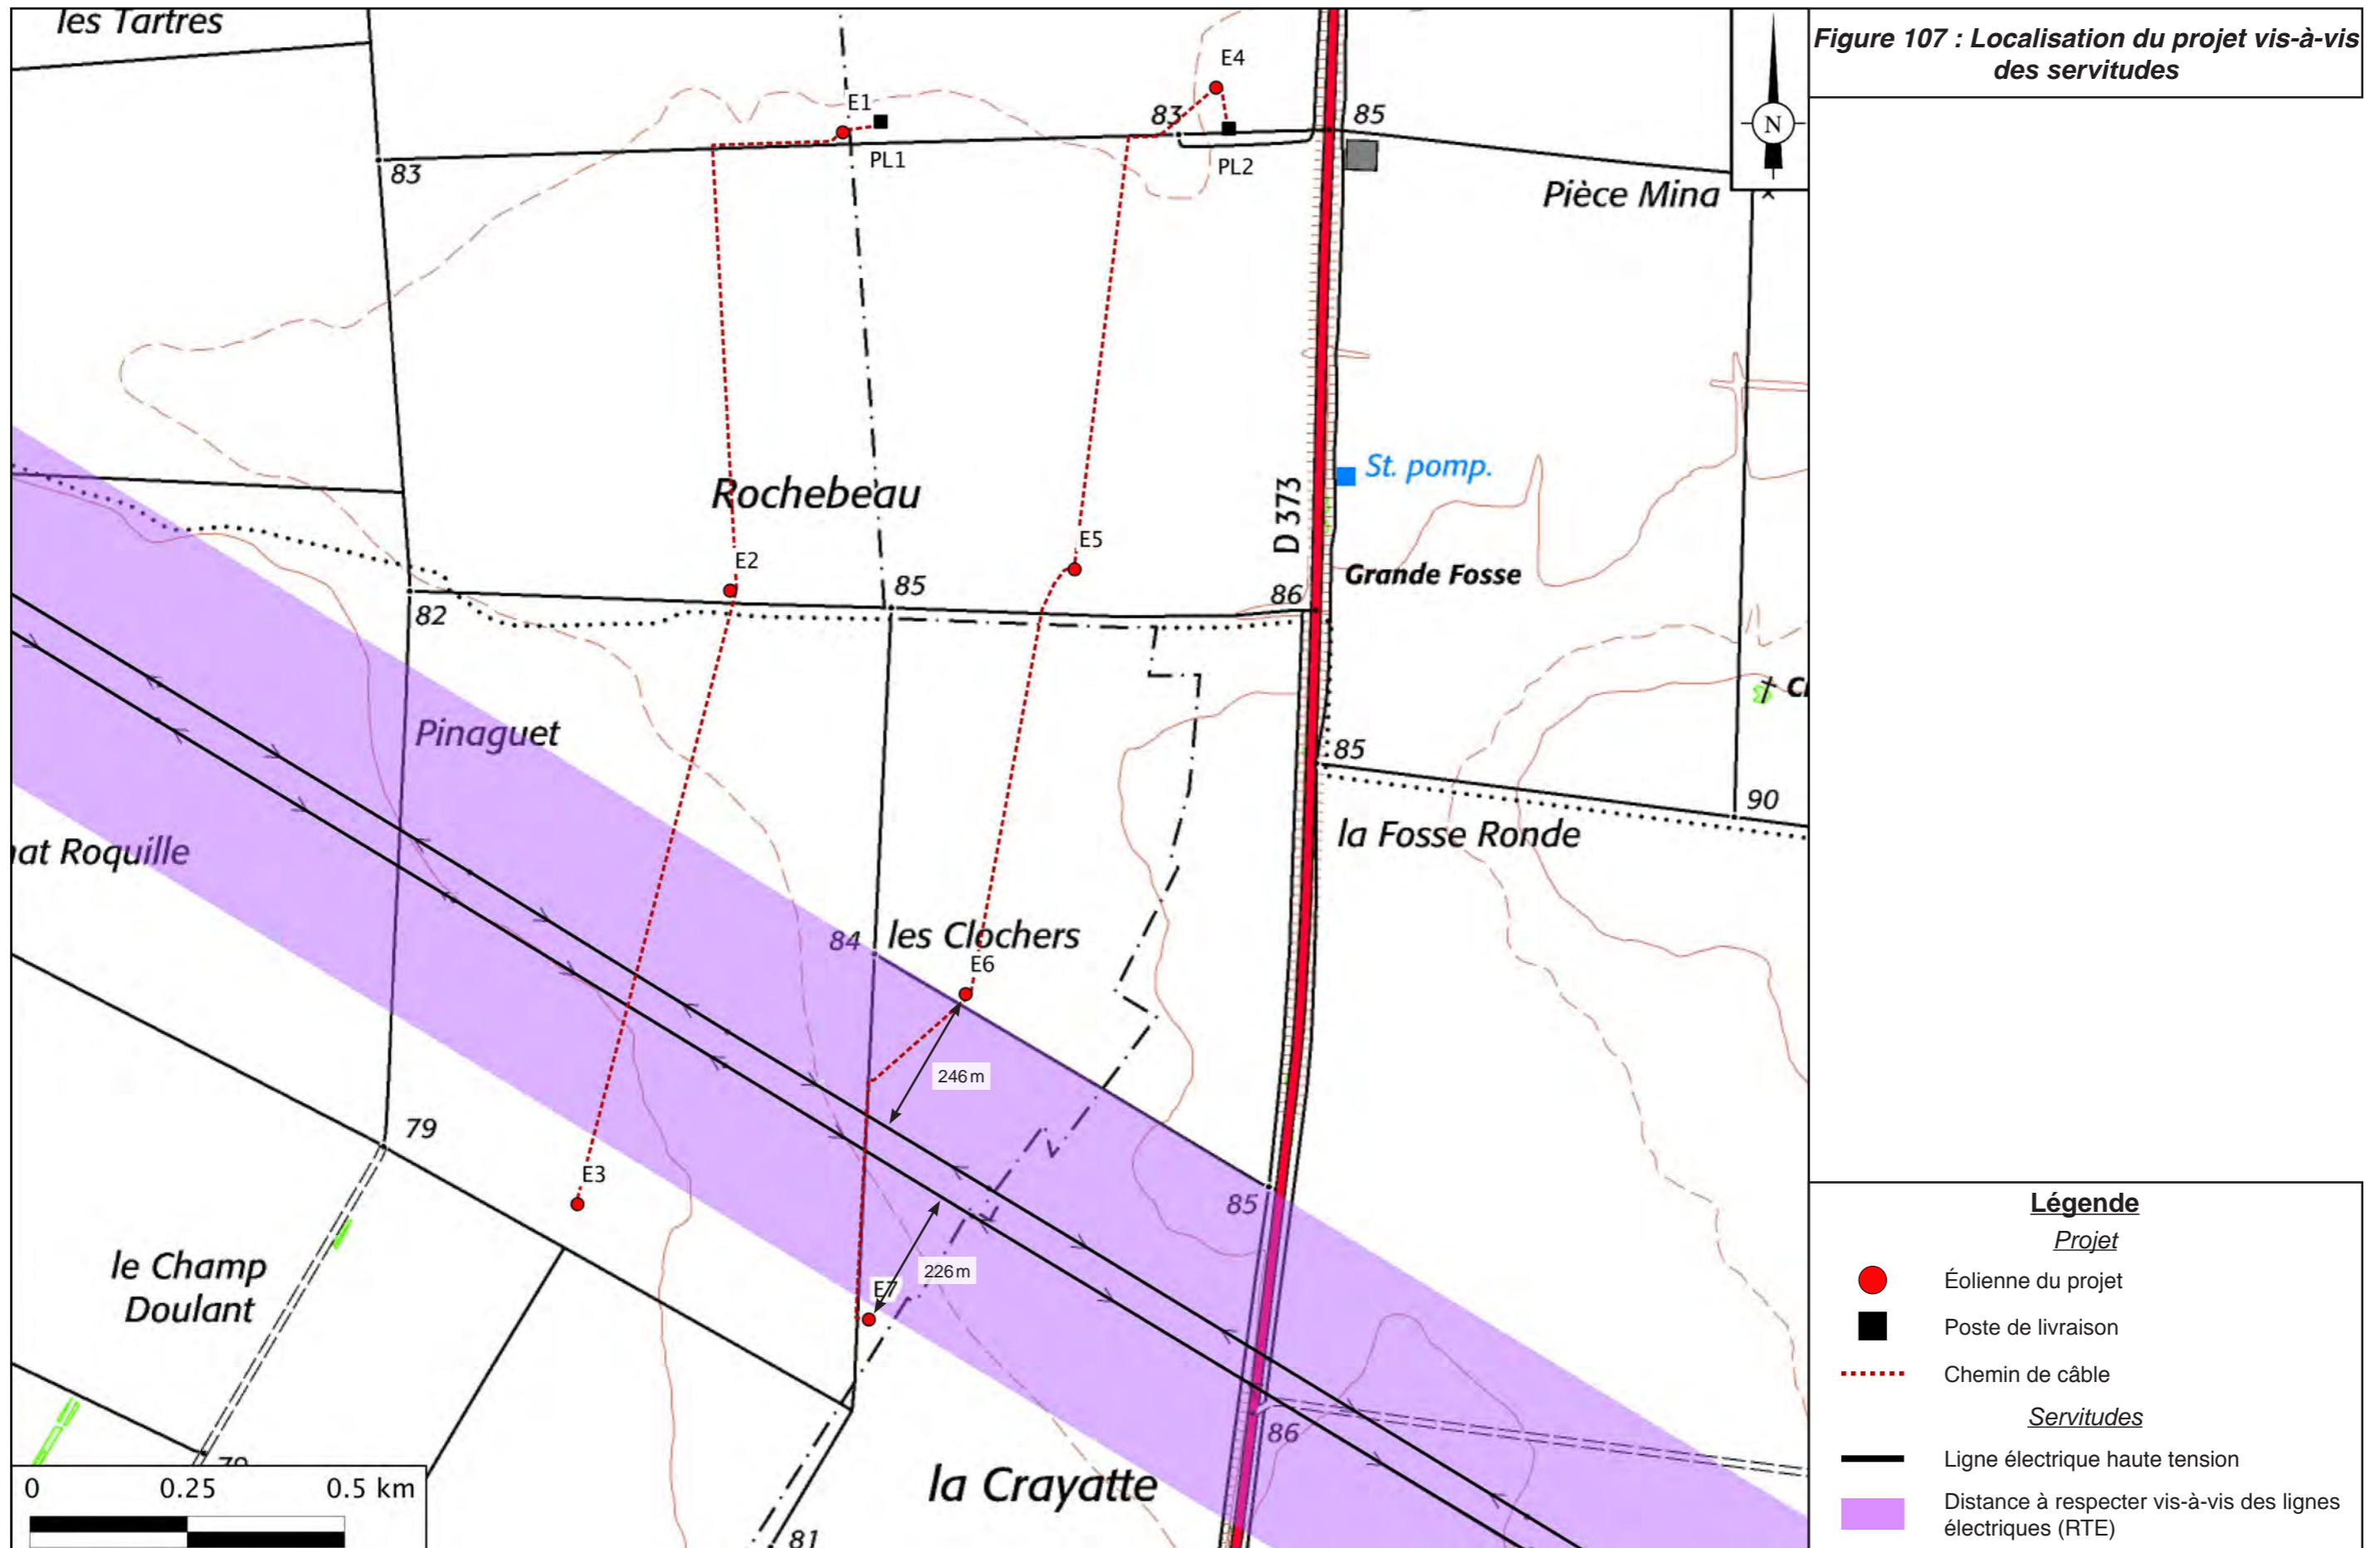 les Tartres
Figure 107 : Localisation du projet vis-à-vis
des servitudes
N
E4
E1
83
85
PL1
PL2
83
Pièce Mina
St. pomp.
Rochebeau
D 373
E5
E2
Grande Fosse
85
86
82
Pinaguet
85
90
la Fosse Ronde
at Roquille
84
les Clochers
E6
246 m
79
E3
85
226 m
E7
le Champ
Doulant
86
la Crayatte
81
0
0.25
0.5 km
Légende
Projet
Éolienne du projet
Poste de livraison
Chemin de câble
Servitudes
Ligne électrique haute tension
Distance à respecter vis-à-vis des lignes
électriques (RTE)